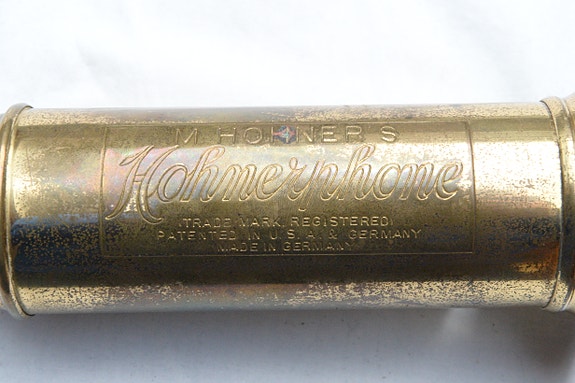 M. HOHNER'S
Hohnerphone
(TRADE MARK REGISTERED)
PATENTED IN U.S.A. & GERMANY
MADE IN GERMANY